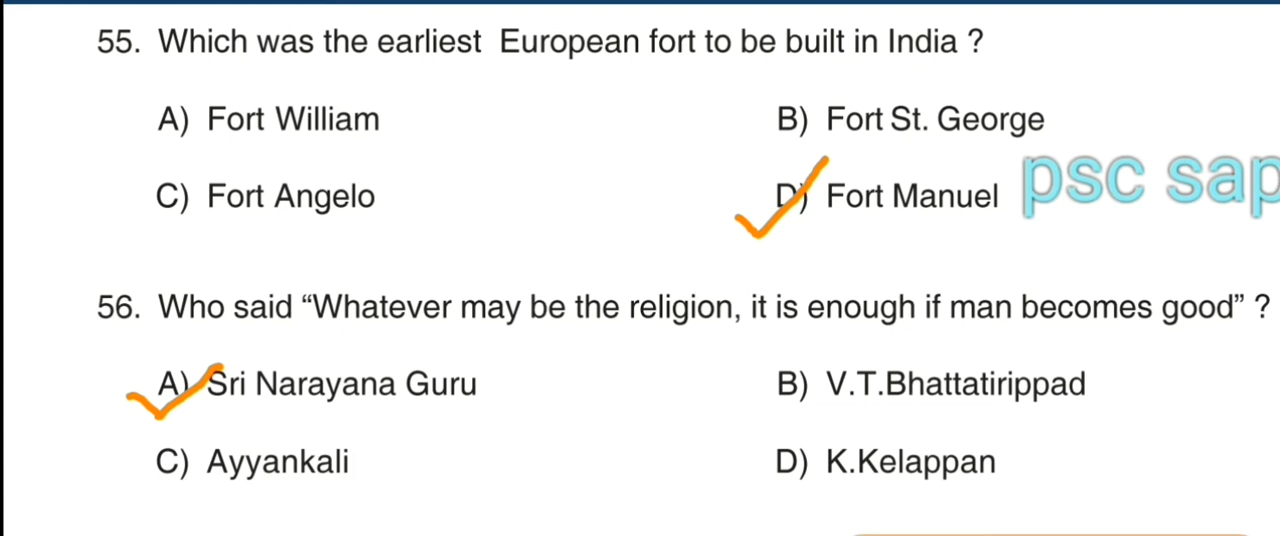 55. Which was the earliest European fort to be built in India ?
A) Fort William B) Fort St. George
C) Fort Angelo D) Fort Manuel
psc sap
56. Who said “Whatever may be the religion, it is enough if man becomes good” ?
A) Sri Narayana Guru B) V.T.Bhattatirippad
C) Ayyankali D) K.Kelappan